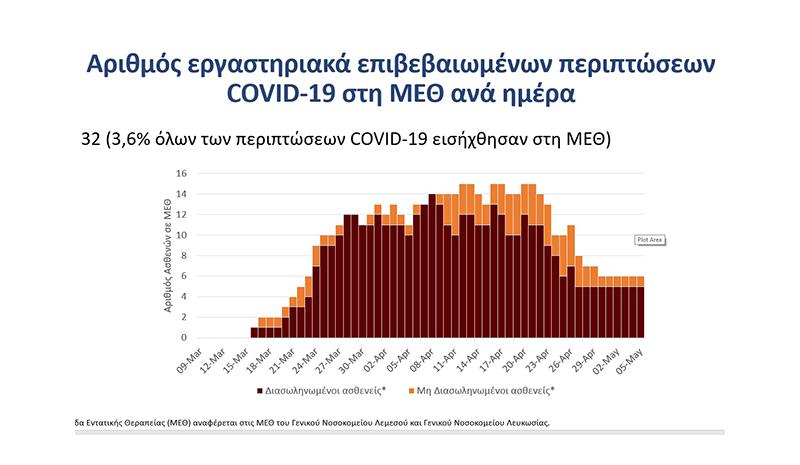 Αριθμός εργαστηριακά επιβεβαιωμένων περιπτώσεων
COVID-19 στη ΜΕΘ ανά ημέρα
32 (3,6% όλων των περιπτώσεων COVID-19 εισήχθησαν στη ΜΕΘ)
Αριθμός Ασθενών σε ΜΕΘ
16
14
12
10
8
6
4
2
0
Plot Area
09-Mar
12-Mar
15-Mar
18-Mar
21-Mar
24-Mar
27-Mar
30-Mar
02-Apr
05-Apr
08-Apr
11-Apr
14-Apr
17-Apr
20-Apr
23-Apr
26-Apr
29-Apr
02-May
05-May
Διασωληνωμένοι ασθενείς* Μη Διασωληνωμένοι ασθενείς*
δα Εντατικής Θεραπείας (ΜΕΘ) αναφέρεται στις ΜΕΘ του Γενικού Νοσοκομείου Λεμεσού και Γενικού Νοσοκομείου Λευκωσίας.